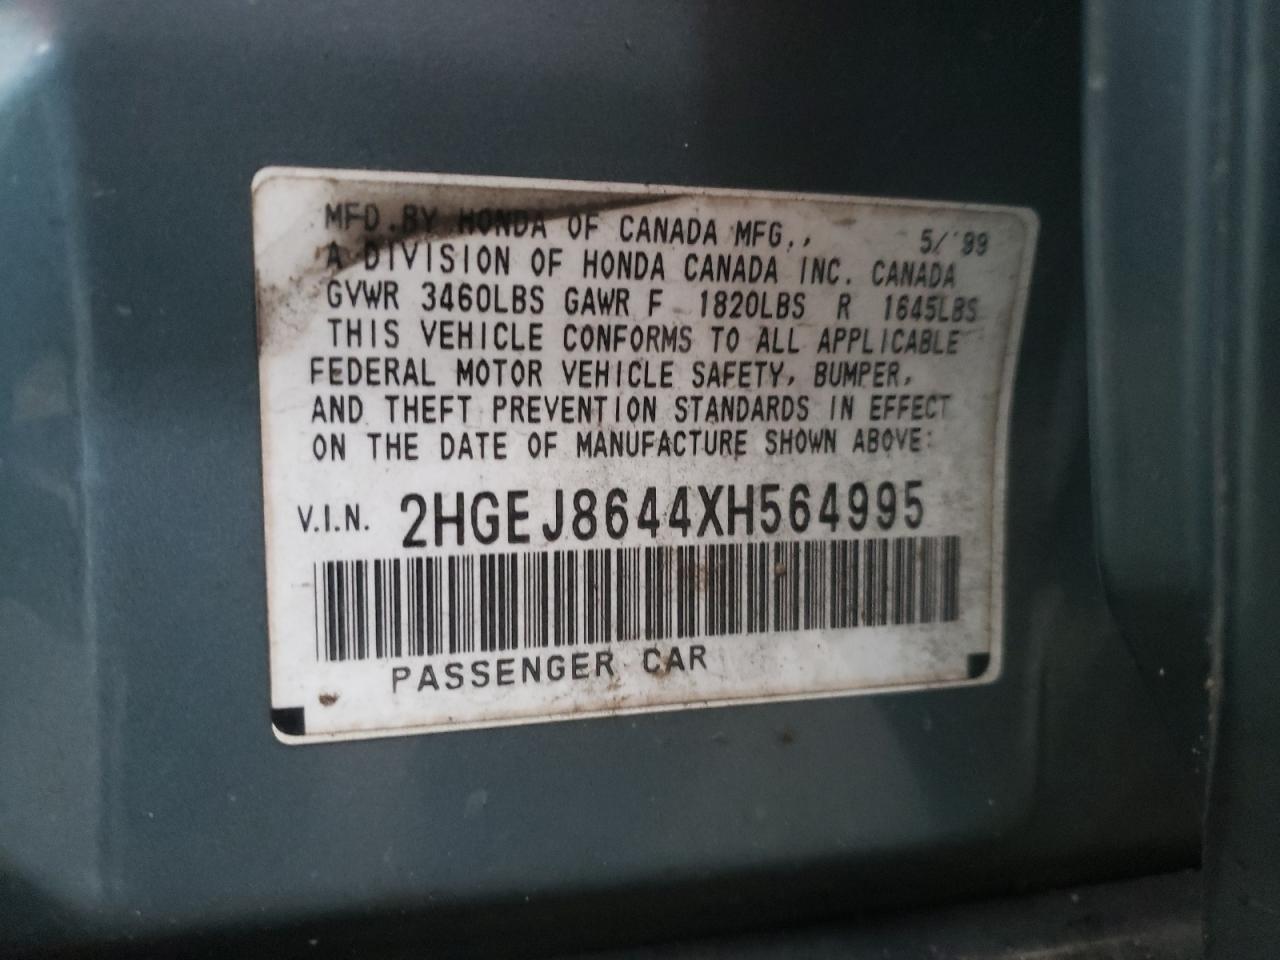 MFD. BY HONDA OF CANADA MFG., 5/'99
A DIVISION OF HONDA CANADA INC. CANADA
GVWR 3460LBS GAWR F 1820LBS R 1645LBS
THIS VEHICLE CONFORMS TO ALL APPLICABLE
FEDERAL MOTOR VEHICLE SAFETY, BUMPER,
AND THEFT PREVENTION STANDARDS IN EFFECT
ON THE DATE OF MANUFACTURE SHOWN ABOVE:
V.I.N. 2HGEJ8644XH564995
PASSENGER CAR